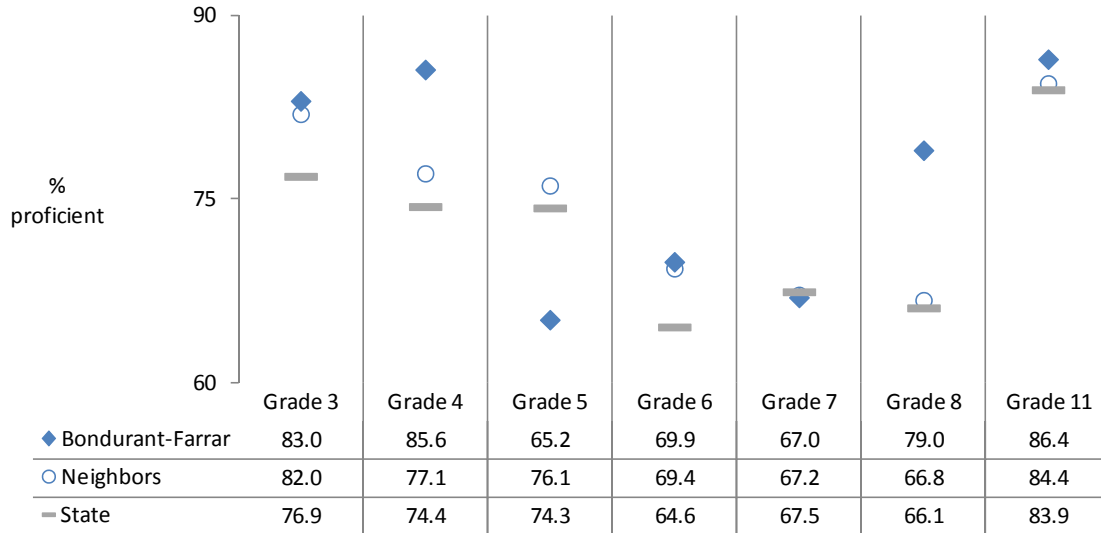 90
75
60
%
proficient
Grade 3 Grade 4 Grade 5 Grade 6 Grade 7 Grade 8 Grade 11
Bondurant-Farrar 83.0 85.6 65.2 69.9 67.0 79.0 86.4
Neighbors 82.0 77.1 76.1 69.4 67.2 66.8 84.4
State 76.9 74.4 74.3 64.6 67.5 66.1 83.9